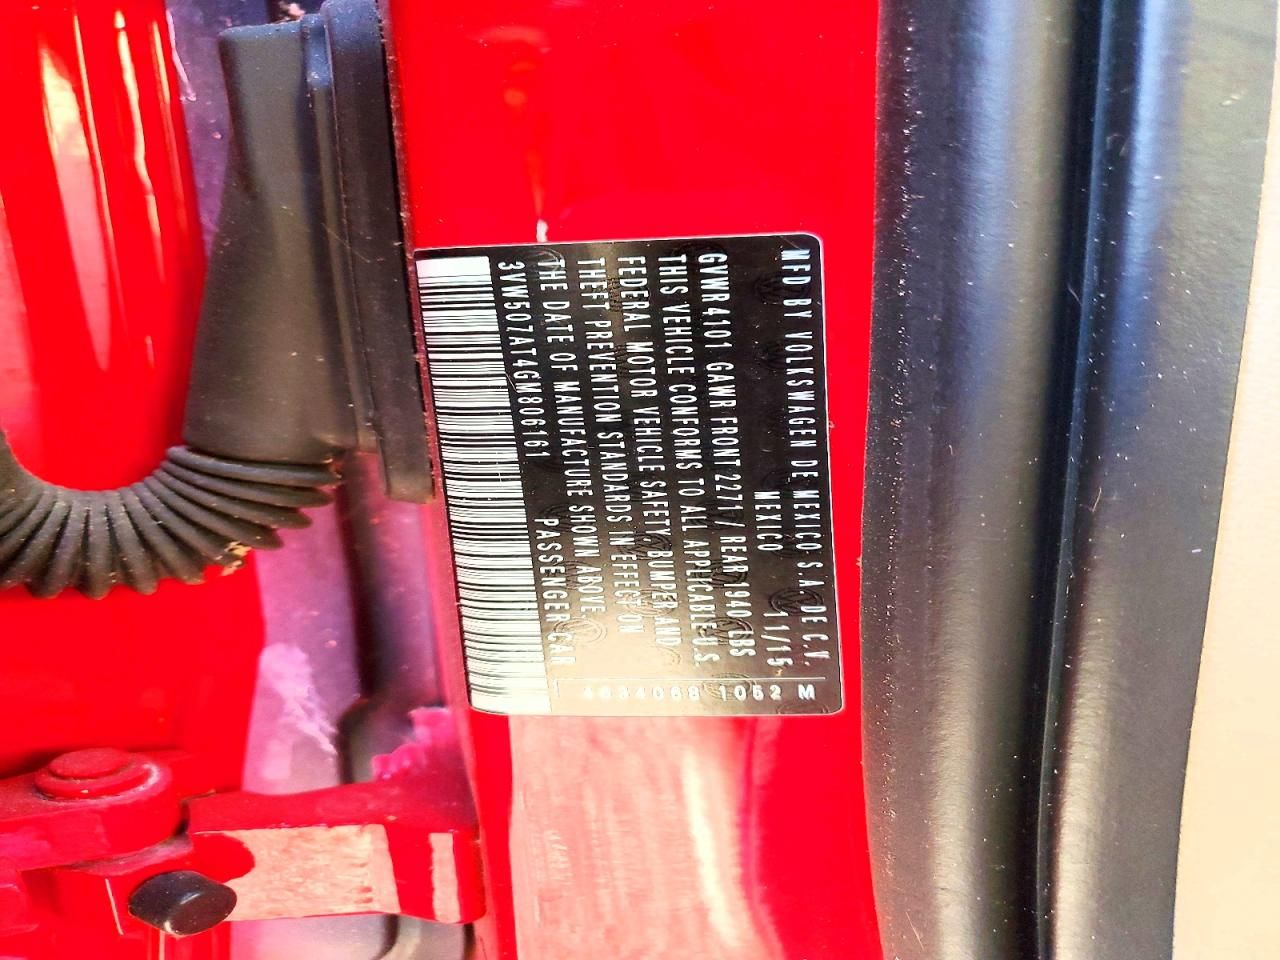 MFD BY VOLKSWAGEN DE MEXICO S.A. DE C.V.
MEXICO 11/15
GVWR 4101 GAWR FRONT 2271/ REAR 1940 LBS
THIS VEHICLE CONFORMS TO ALL APPLICABLE U.S.
FEDERAL MOTOR VEHICLE SAFETY BUMPER AND
THEFT PREVENTION STANDARDS IN EFFECT ON
THE DATE OF MANUFACTURE SHOWN ABOVE
3VW507AT4GM806161 PASSENGER CAR
1052 M